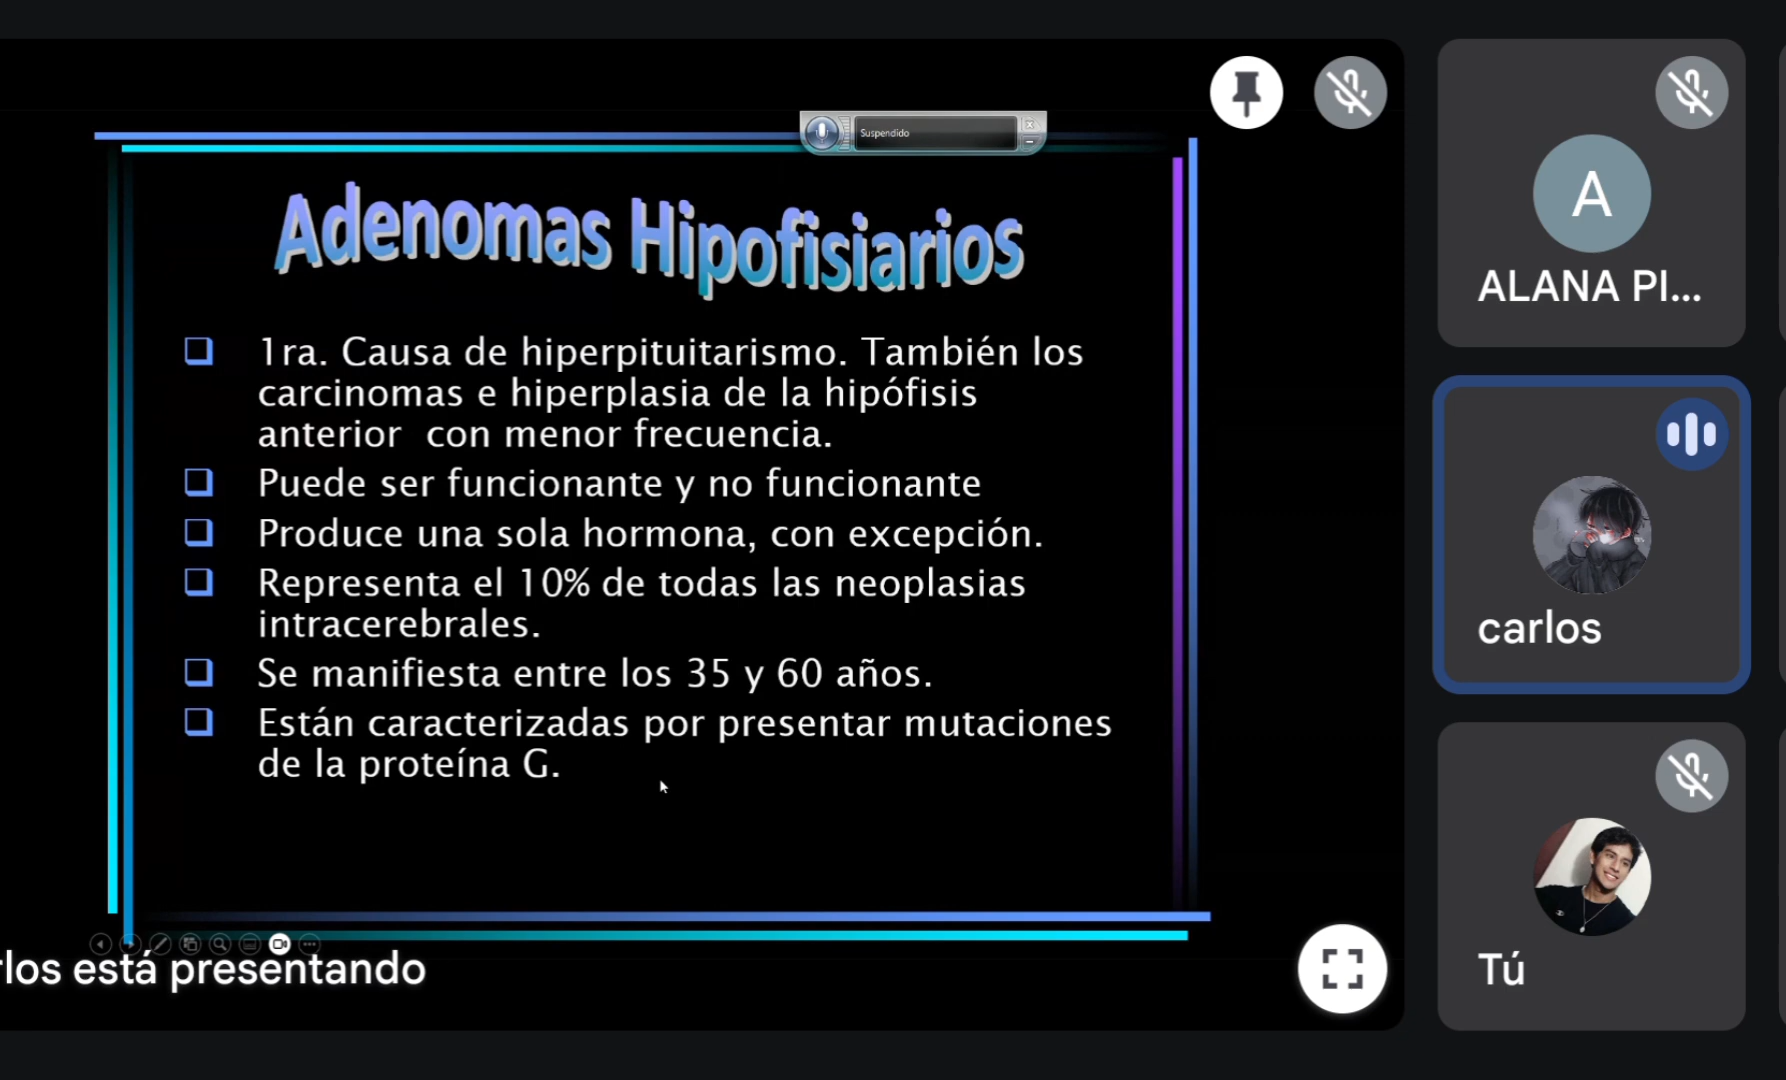 Suspendido
Adenomas Hipofisiarios
❑ 1ra. Causa de hiperpituitarismo. También los
carcinomas e hiperplasia de la hipófisis
anterior con menor frecuencia.
❑ Puede ser funcionante y no funcionante
❑ Produce una sola hormona, con excepción.
❑ Representa el 10% de todas las neoplasias
intracerebrales.
❑ Se manifiesta entre los 35 y 60 años.
❑ Están caracterizadas por presentar mutaciones
de la proteína G.
rlos está presentando
A
ALANA PI...
carlos
Tú